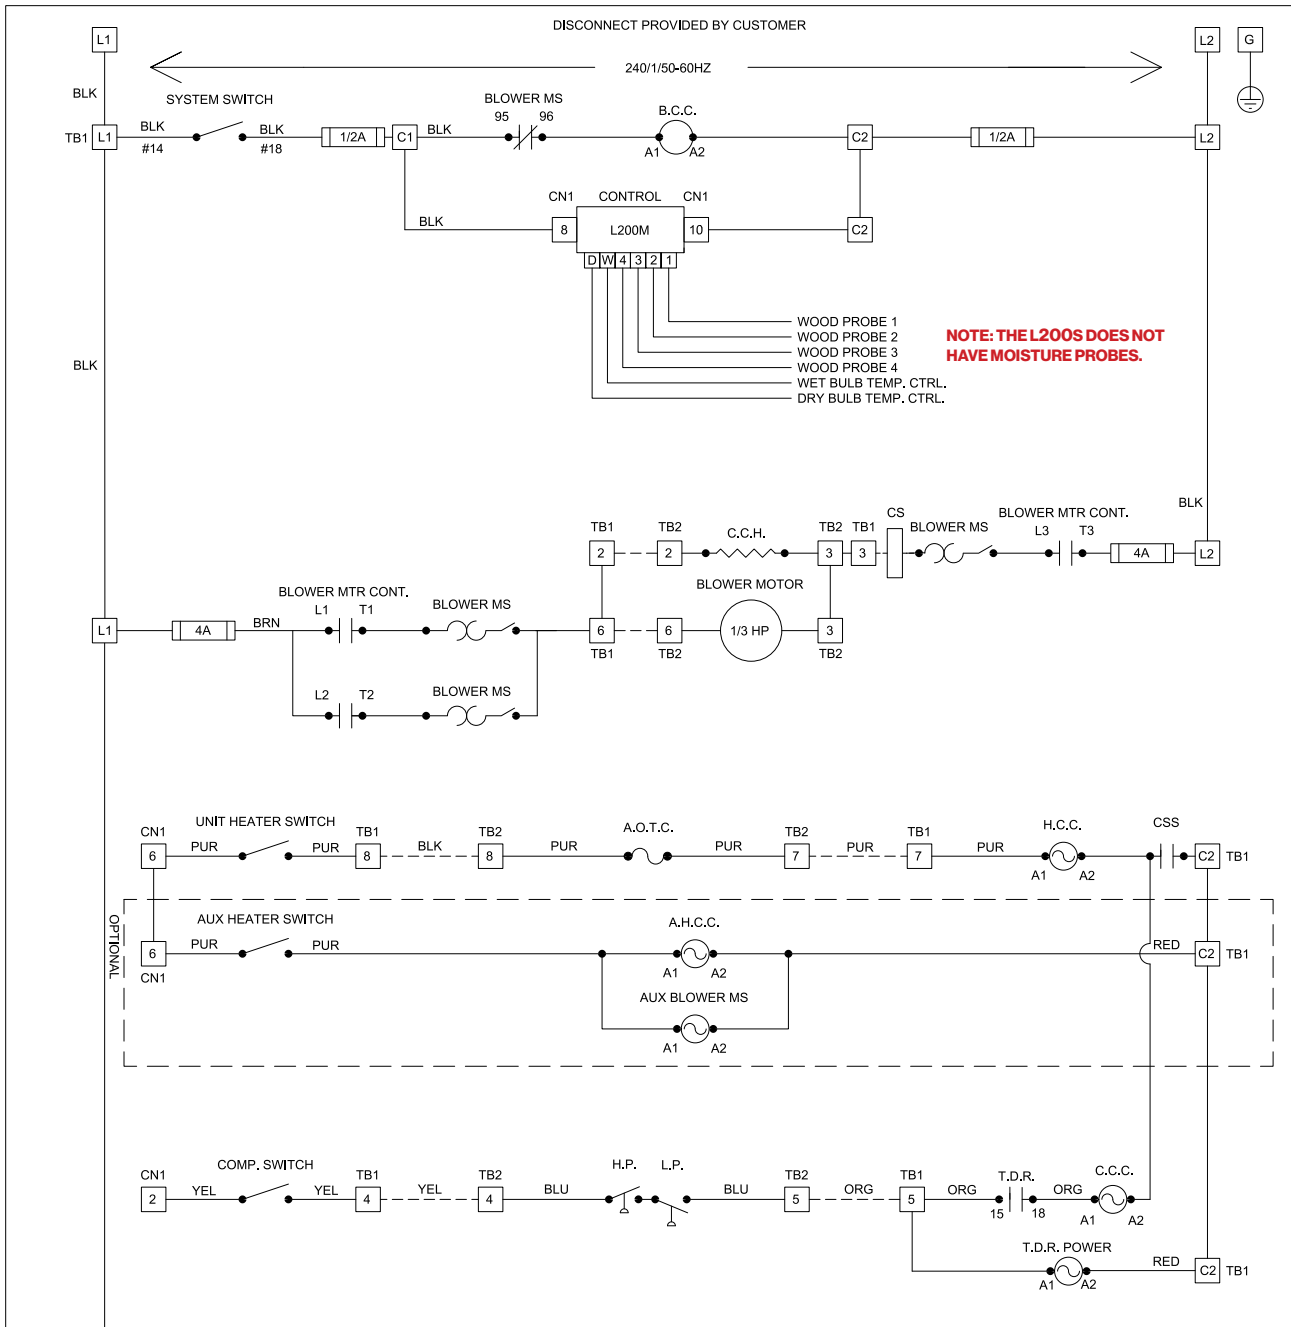 DISCONNECT PROVIDED BY CUSTOMER
L1
L2
G
240/1/50-60HZ
BLK
SYSTEM SWITCH
BLOWER MS
95 96
B.C.C.
TB1 L1 BLK BLK 1/2A C1 BLK C2 1/2A L2
#14 #18
A1 A2
CN1 CONTROL CN1
BLK 8 L200M 10 C2
D W 4 3 2 1
WOOD PROBE 1
WOOD PROBE 2
WOOD PROBE 3
WOOD PROBE 4
WET BULB TEMP. CTRL.
DRY BULB TEMP. CTRL.
NOTE: THE L200S DOES NOT
HAVE MOISTURE PROBES.
BLK
BLK
TB1 TB2 C.C.H. TB2 TB1 CS BLOWER MS BLOWER MTR CONT.
L3 T3
2 2 3 3 4A L2
BLOWER MOTOR
BLOWER MTR CONT. BLOWER MS
L1 T1
L1 4A BRN 6 6 1/3 HP 3
TB1 TB2 TB2
L2 T2 BLOWER MS
UNIT HEATER SWITCH
CN1 TB1 TB2 A.O.T.C. TB2 TB1 H.C.C. CSS
6 PUR PUR 8 BLK 8 PUR PUR 7 PUR 7 PUR C2 TB1
A1 A2
OPTIONAL
AUX HEATER SWITCH
A.H.C.C.
6 PUR PUR RED C2 TB1
CN1
A1 A2
AUX BLOWER MS
A1 A2
CN1 COMP. SWITCH TB1 TB2 H.P. L.P. TB2 TB1 T.D.R. C.C.C.
2 YEL YEL 4 YEL 4 BLU BLU 5 ORG 5 ORG ORG
15 18 A1 A2
T.D.R. POWER
RED C2 TB1
A1 A2